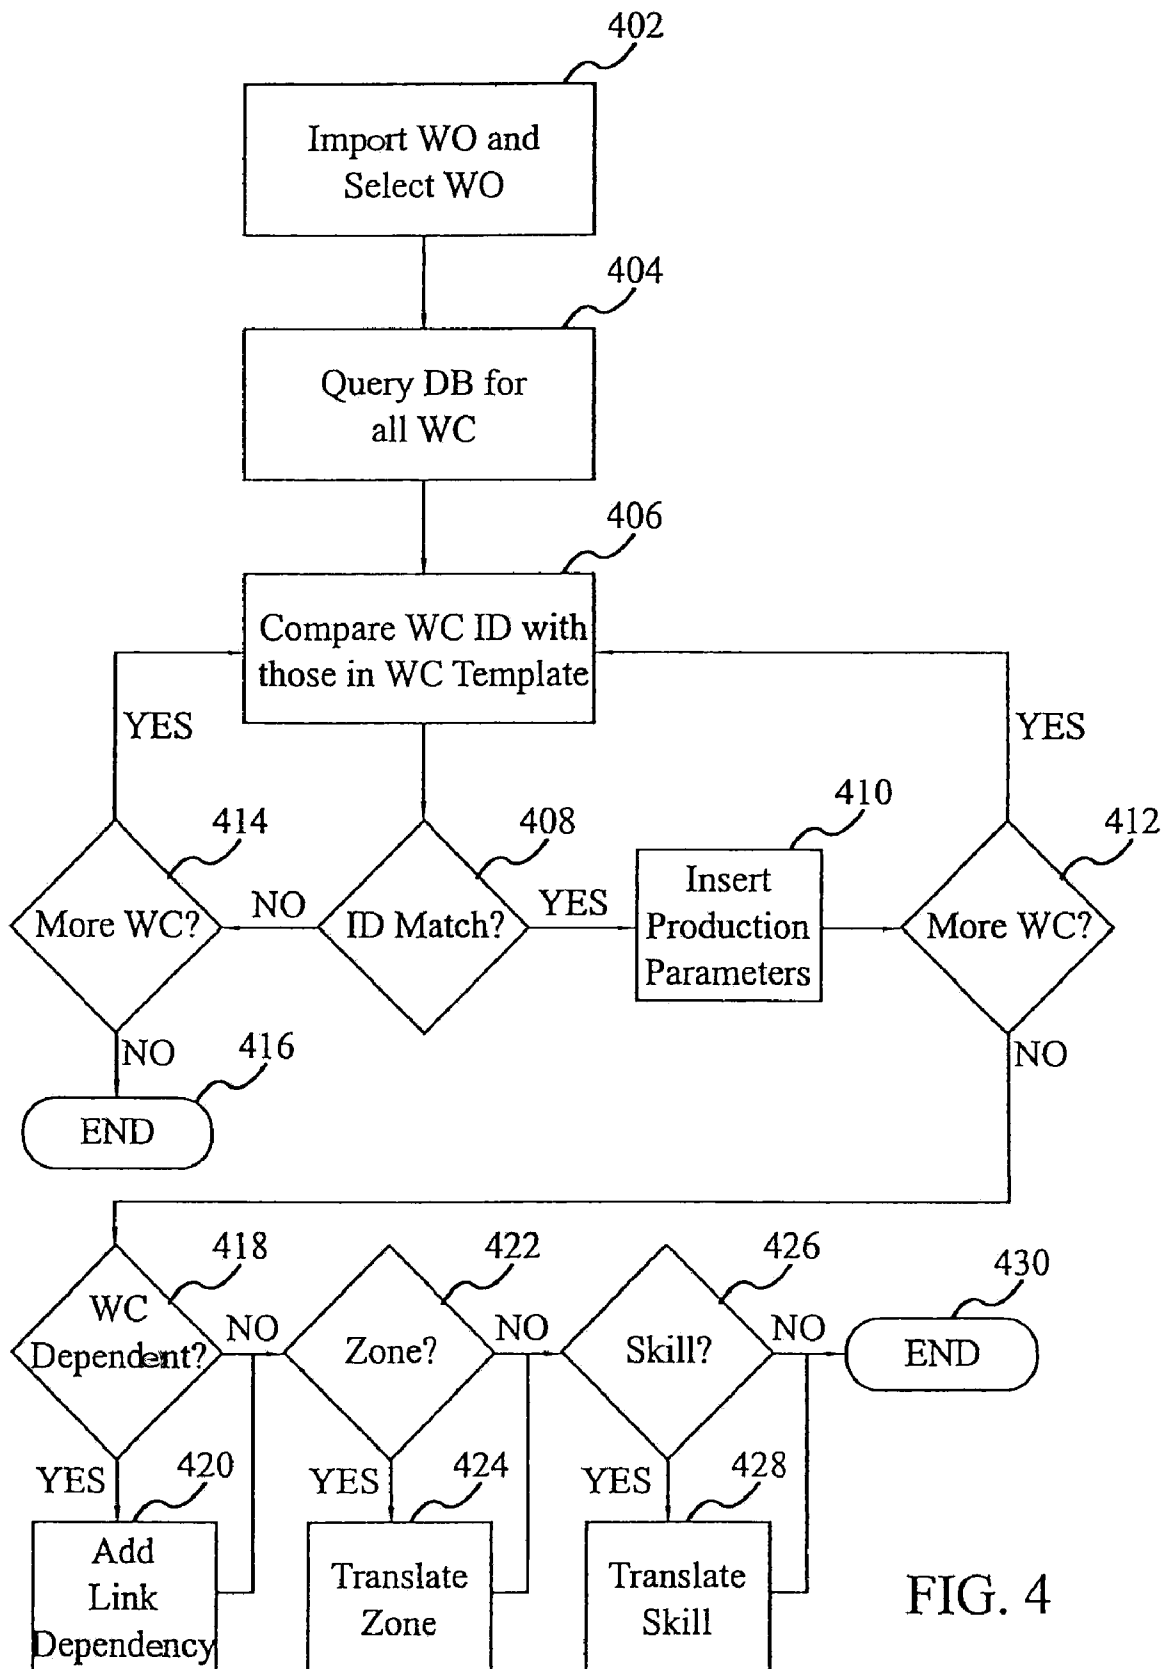 402
Import WO and
Select WO
404
Query DB for
all WC
406
Compare WC ID with
those in WC Template
YES
YES
414
408
410
412
More WC?
NO
ID Match?
YES
Insert
Production
Parameters
More WC?
NO
416
END
NO
418
WC
Dependent?
NO
422
Zone?
NO
426
Skill?
NO
430
END
YES
420
Add
Link
Dependency
YES
424
Translate
Zone
YES
428
Translate
Skill
FIG. 4